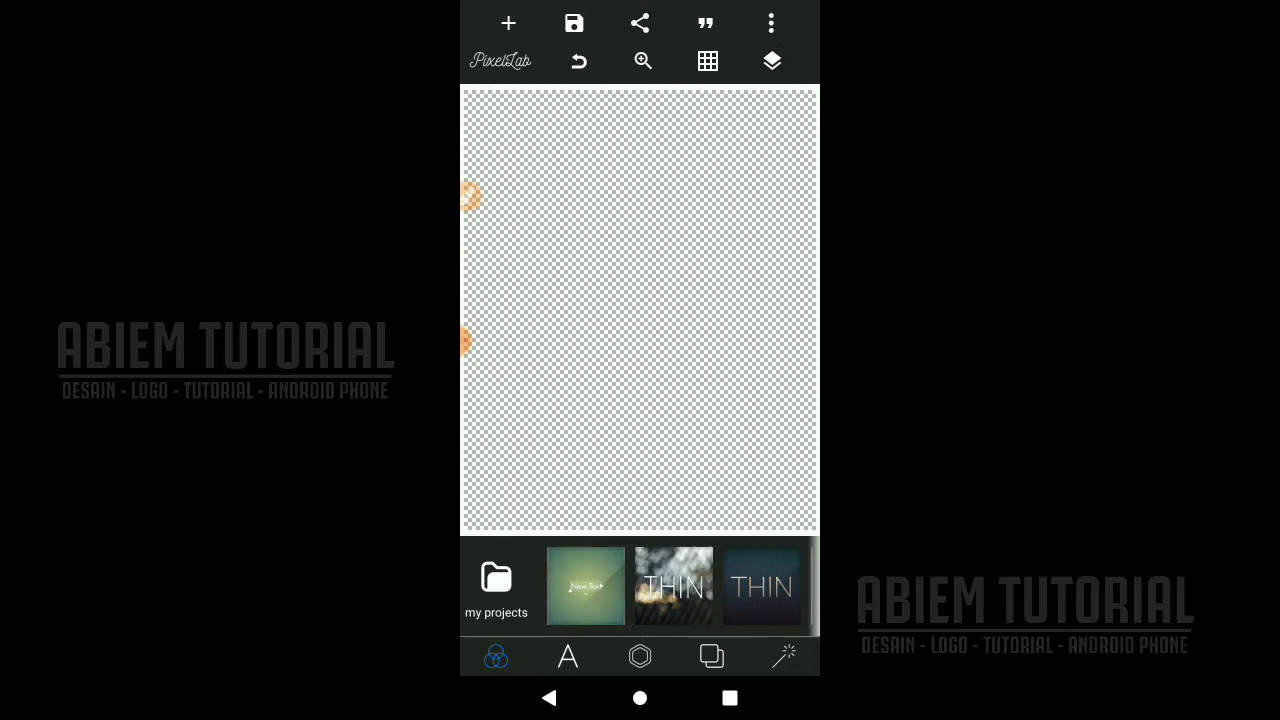 PixelLab
ABIEM TUTORIAL
DESAIN - LOGO - TUTORIAL - ANDROID PHONE
New Text
THIN
THIN
my projects
ABIEM TUTORIAL
DESAIN - LOGO - TUTORIAL - ANDROID PHONE